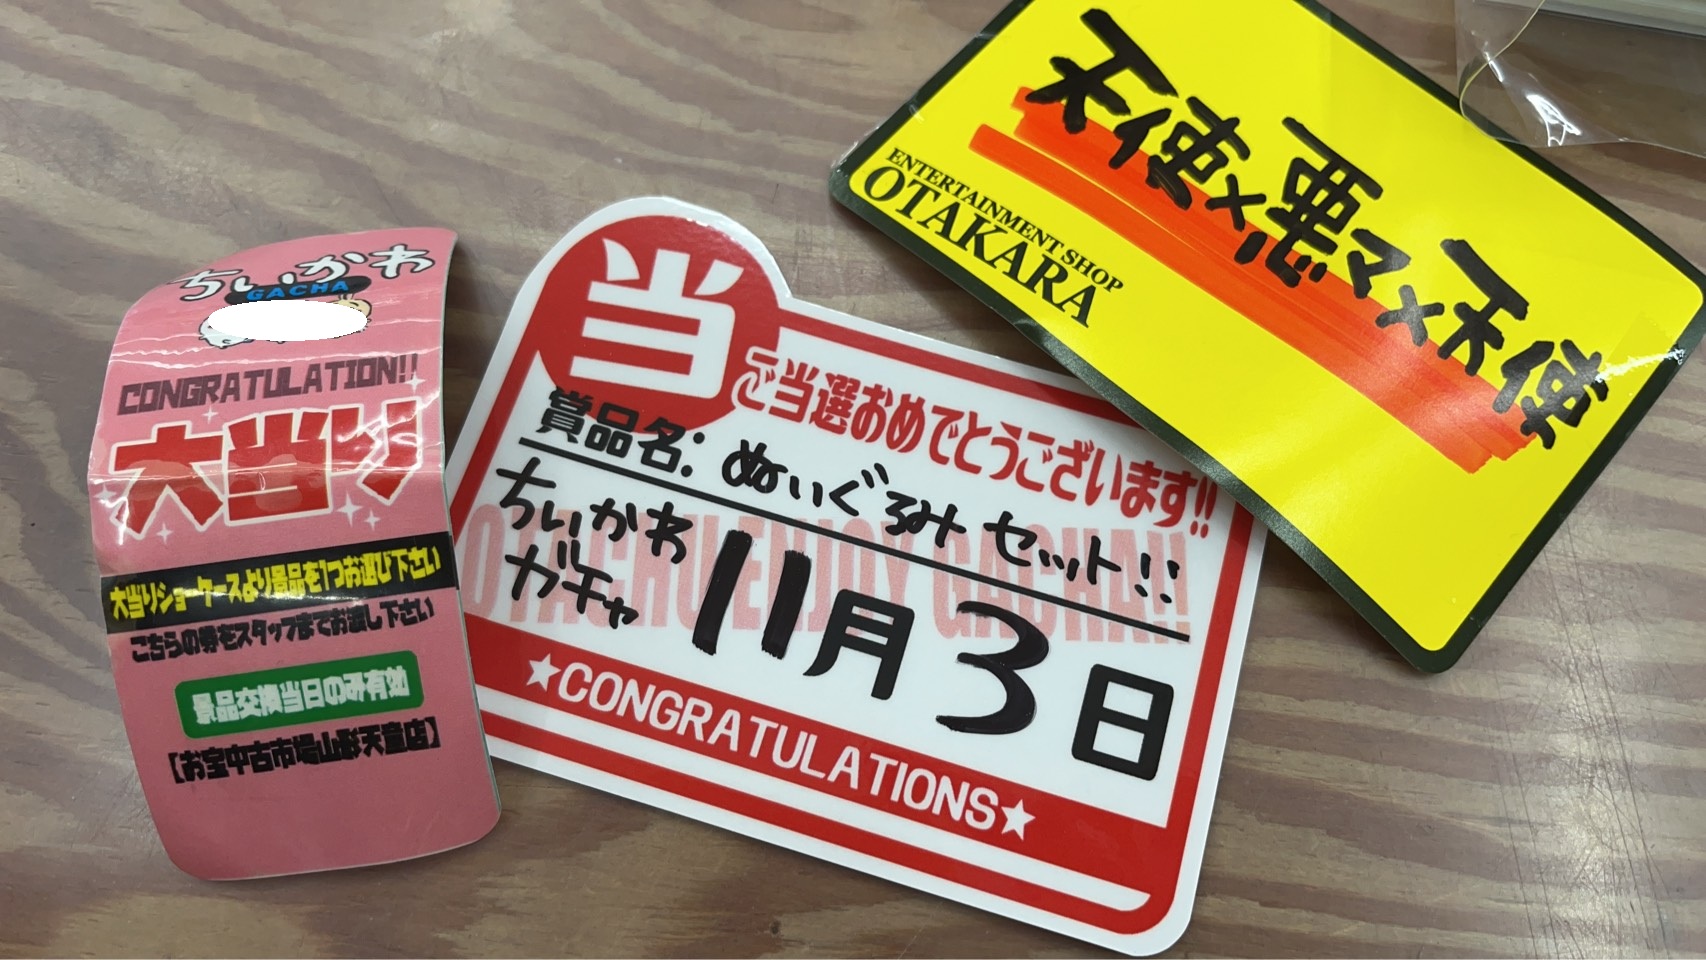 ちいかわ
GACHA
CONGRATULATION!!
大当り
大当りショーケースより景品を1つお選び下さい
こちらの券をスタッフまでお渡し下さい
景品交換当日のみ有効
【お宝中古市場山形天童店】
当
ご当選おめでとうございます!!
賞品名: ぬいぐるみセット!!
ちいかわ
ガチャ
11月3日
OTACHU ENJOY GACHA!!
★CONGRATULATIONS★
天使×悪マ×天使
ENTERTAINMENT SHOP
OTAKARA